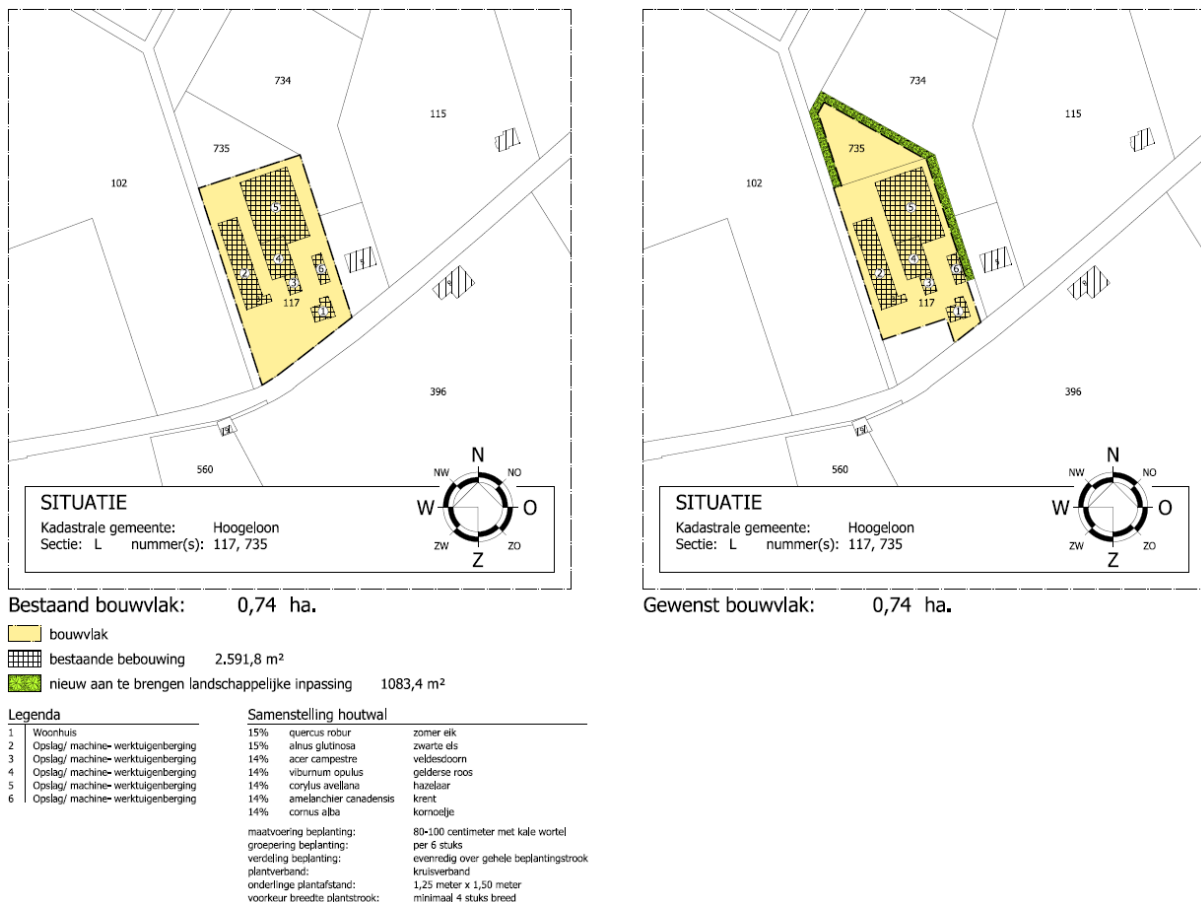 734
115
735
102
5
4
2
6
3
117
1
396
560
N
NW NO
W O
ZW ZO
Z
SITUATIE
Kadastrale gemeente: Hoogeloon
Sectie: L nummer(s): 117, 735
734
115
735
102
5
4
2
6
3
117
1
396
560
N
NW NO
W O
ZW ZO
Z
SITUATIE
Kadastrale gemeente: Hoogeloon
Sectie: L nummer(s): 117, 735
Bestaand bouwvlak: 0,74 ha.
Gewenst bouwvlak: 0,74 ha.
bouwvlak
bestaande bebouwing 2.591,8 m²
nieuw aan te brengen landschappelijke inpassing 1083,4 m²
Legenda
1 Woonhuis
2 Opslag/ machine- werktuigenberging
3 Opslag/ machine- werktuigenberging
4 Opslag/ machine- werktuigenberging
5 Opslag/ machine- werktuigenberging
6 Opslag/ machine- werktuigenberging
Samenstelling houtwal
15% quercus robur zomer eik
15% alnus glutinosa zwarte els
14% acer campestre veldesdoorn
14% viburnum opulus gelderse roos
14% corylus avellana hazelaar
14% amelanchier canadensis krent
14% cornus alba kornoelje
maatvoering beplanting: 80-100 centimeter met kale wortel
groepering beplanting: per 6 stuks
verdeling beplanting: evenredig over gehele beplantingstrook
plantverband: kruisverband
onderlinge plantafstand: 1,25 meter x 1,50 meter
voorkeur breedte plantstrook: minimaal 4 stuks breed